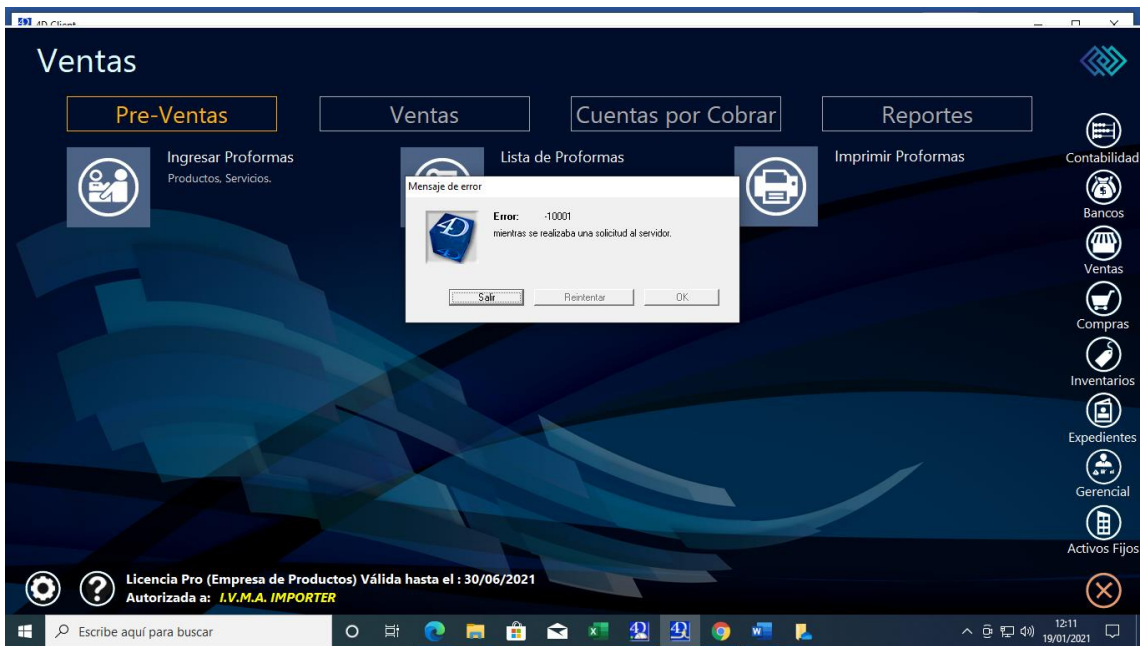 4D Client
Ventas
Pre-Ventas
Ventas
Cuentas por Cobrar
Reportes
Ingresar Proformas
Productos, Servicios.
Lista de Proformas
Imprimir Proformas
Mensaje de error
Error: -10001
mientras se realizaba una solicitud al servidor.
Salir
Reintentar
OK
Contabilidad
Bancos
Ventas
Compras
Inventarios
Expedientes
Gerencial
Activos Fijos
Licencia Pro (Empresa de Productos) Válida hasta el : 30/06/2021
Autorizada a: I.V.M.A. IMPORTER
Escribe aquí para buscar
12:11
19/01/2021